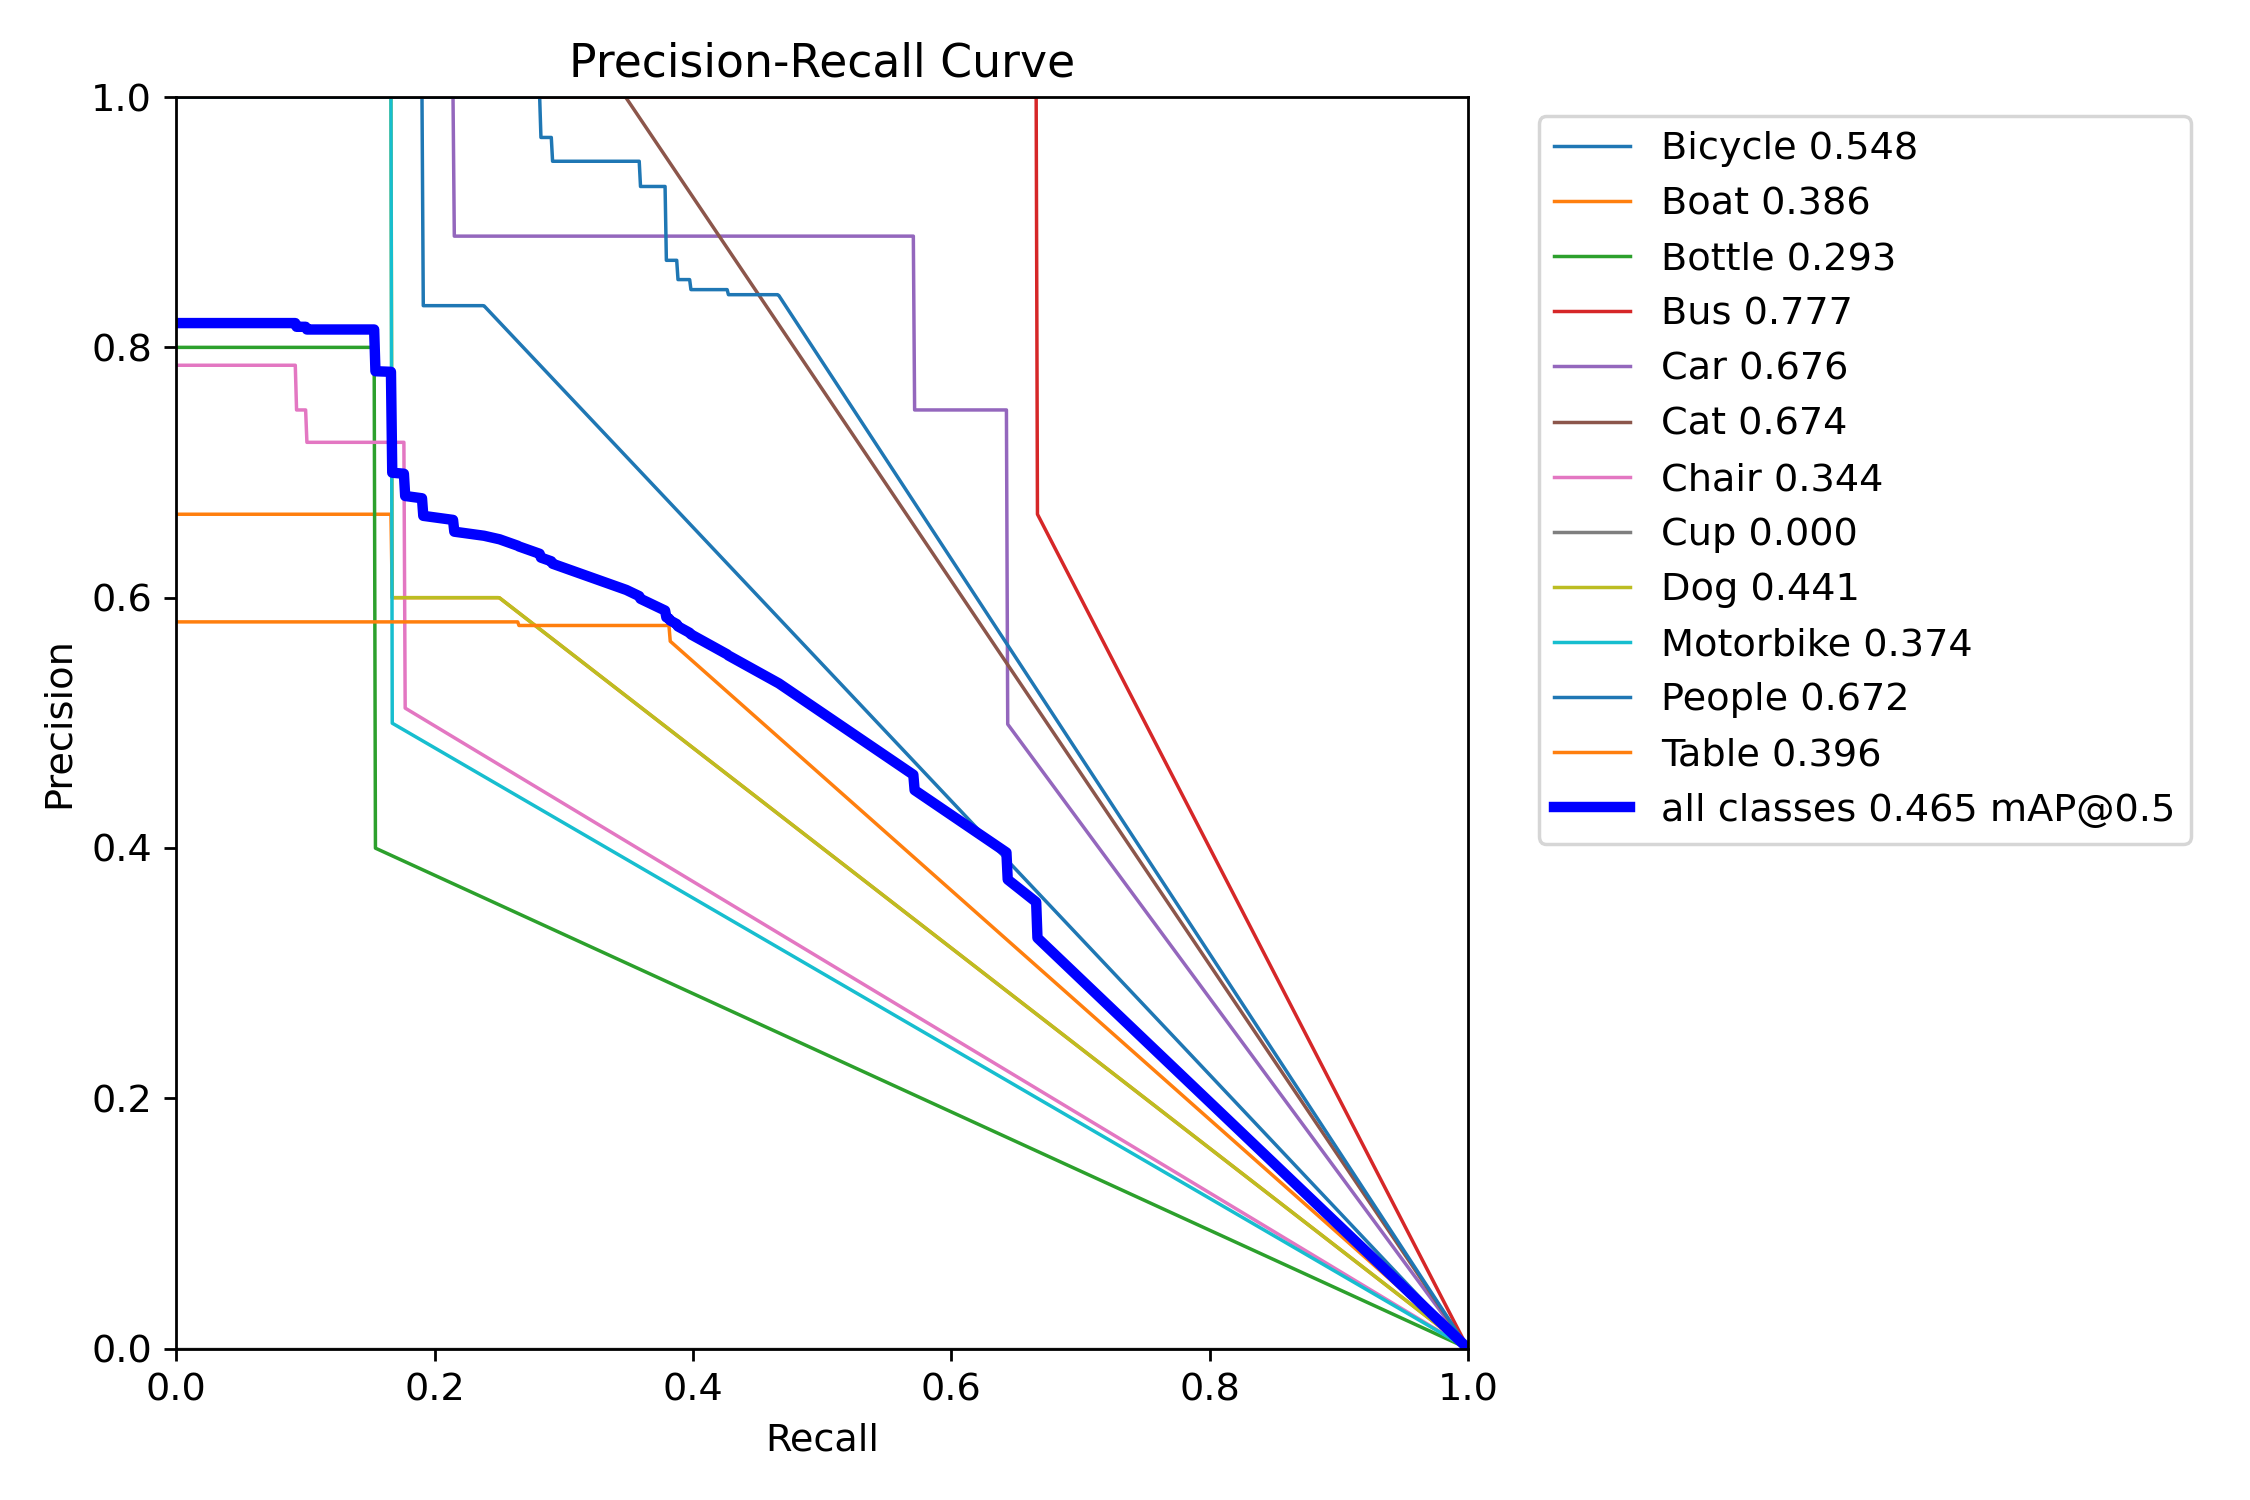 Precision-Recall Curve
1.0
0.8
0.6
0.4
0.2
0.0
Precision
0.0 0.2 0.4 0.6 0.8 1.0
Recall
Bicycle 0.548
Boat 0.386
Bottle 0.293
Bus 0.777
Car 0.676
Cat 0.674
Chair 0.344
Cup 0.000
Dog 0.441
Motorbike 0.374
People 0.672
Table 0.396
all classes 0.465 mAP@0.5